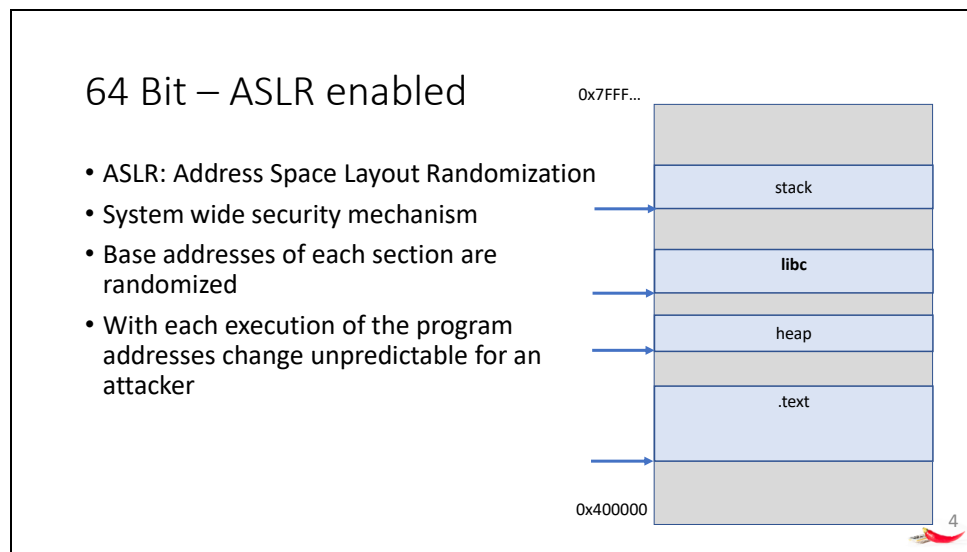 64 Bit – ASLR enabled
• ASLR: Address Space Layout Randomization
• System wide security mechanism
• Base addresses of each section are
randomized
• With each execution of the program
addresses change unpredictable for an
attacker
0x7FFF...
stack
libc
heap
.text
0x400000
4